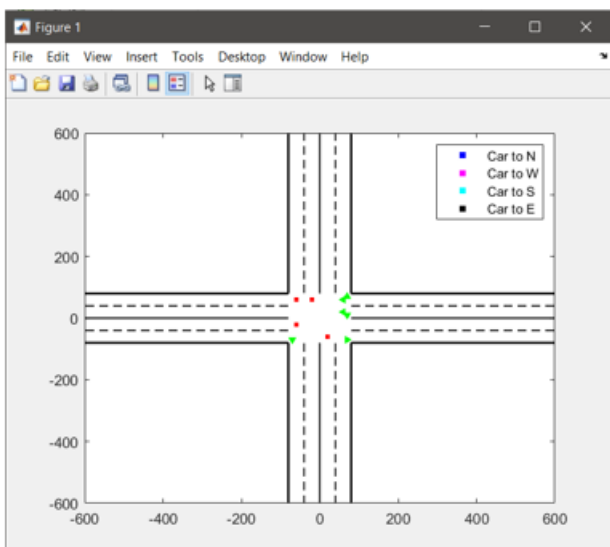 Figure 1
File Edit View Insert Tools Desktop Window Help
600
400
200
0
-200
-400
-600
-600 -400 -200 0 200 400 600
Car to N
Car to W
Car to S
Car to E